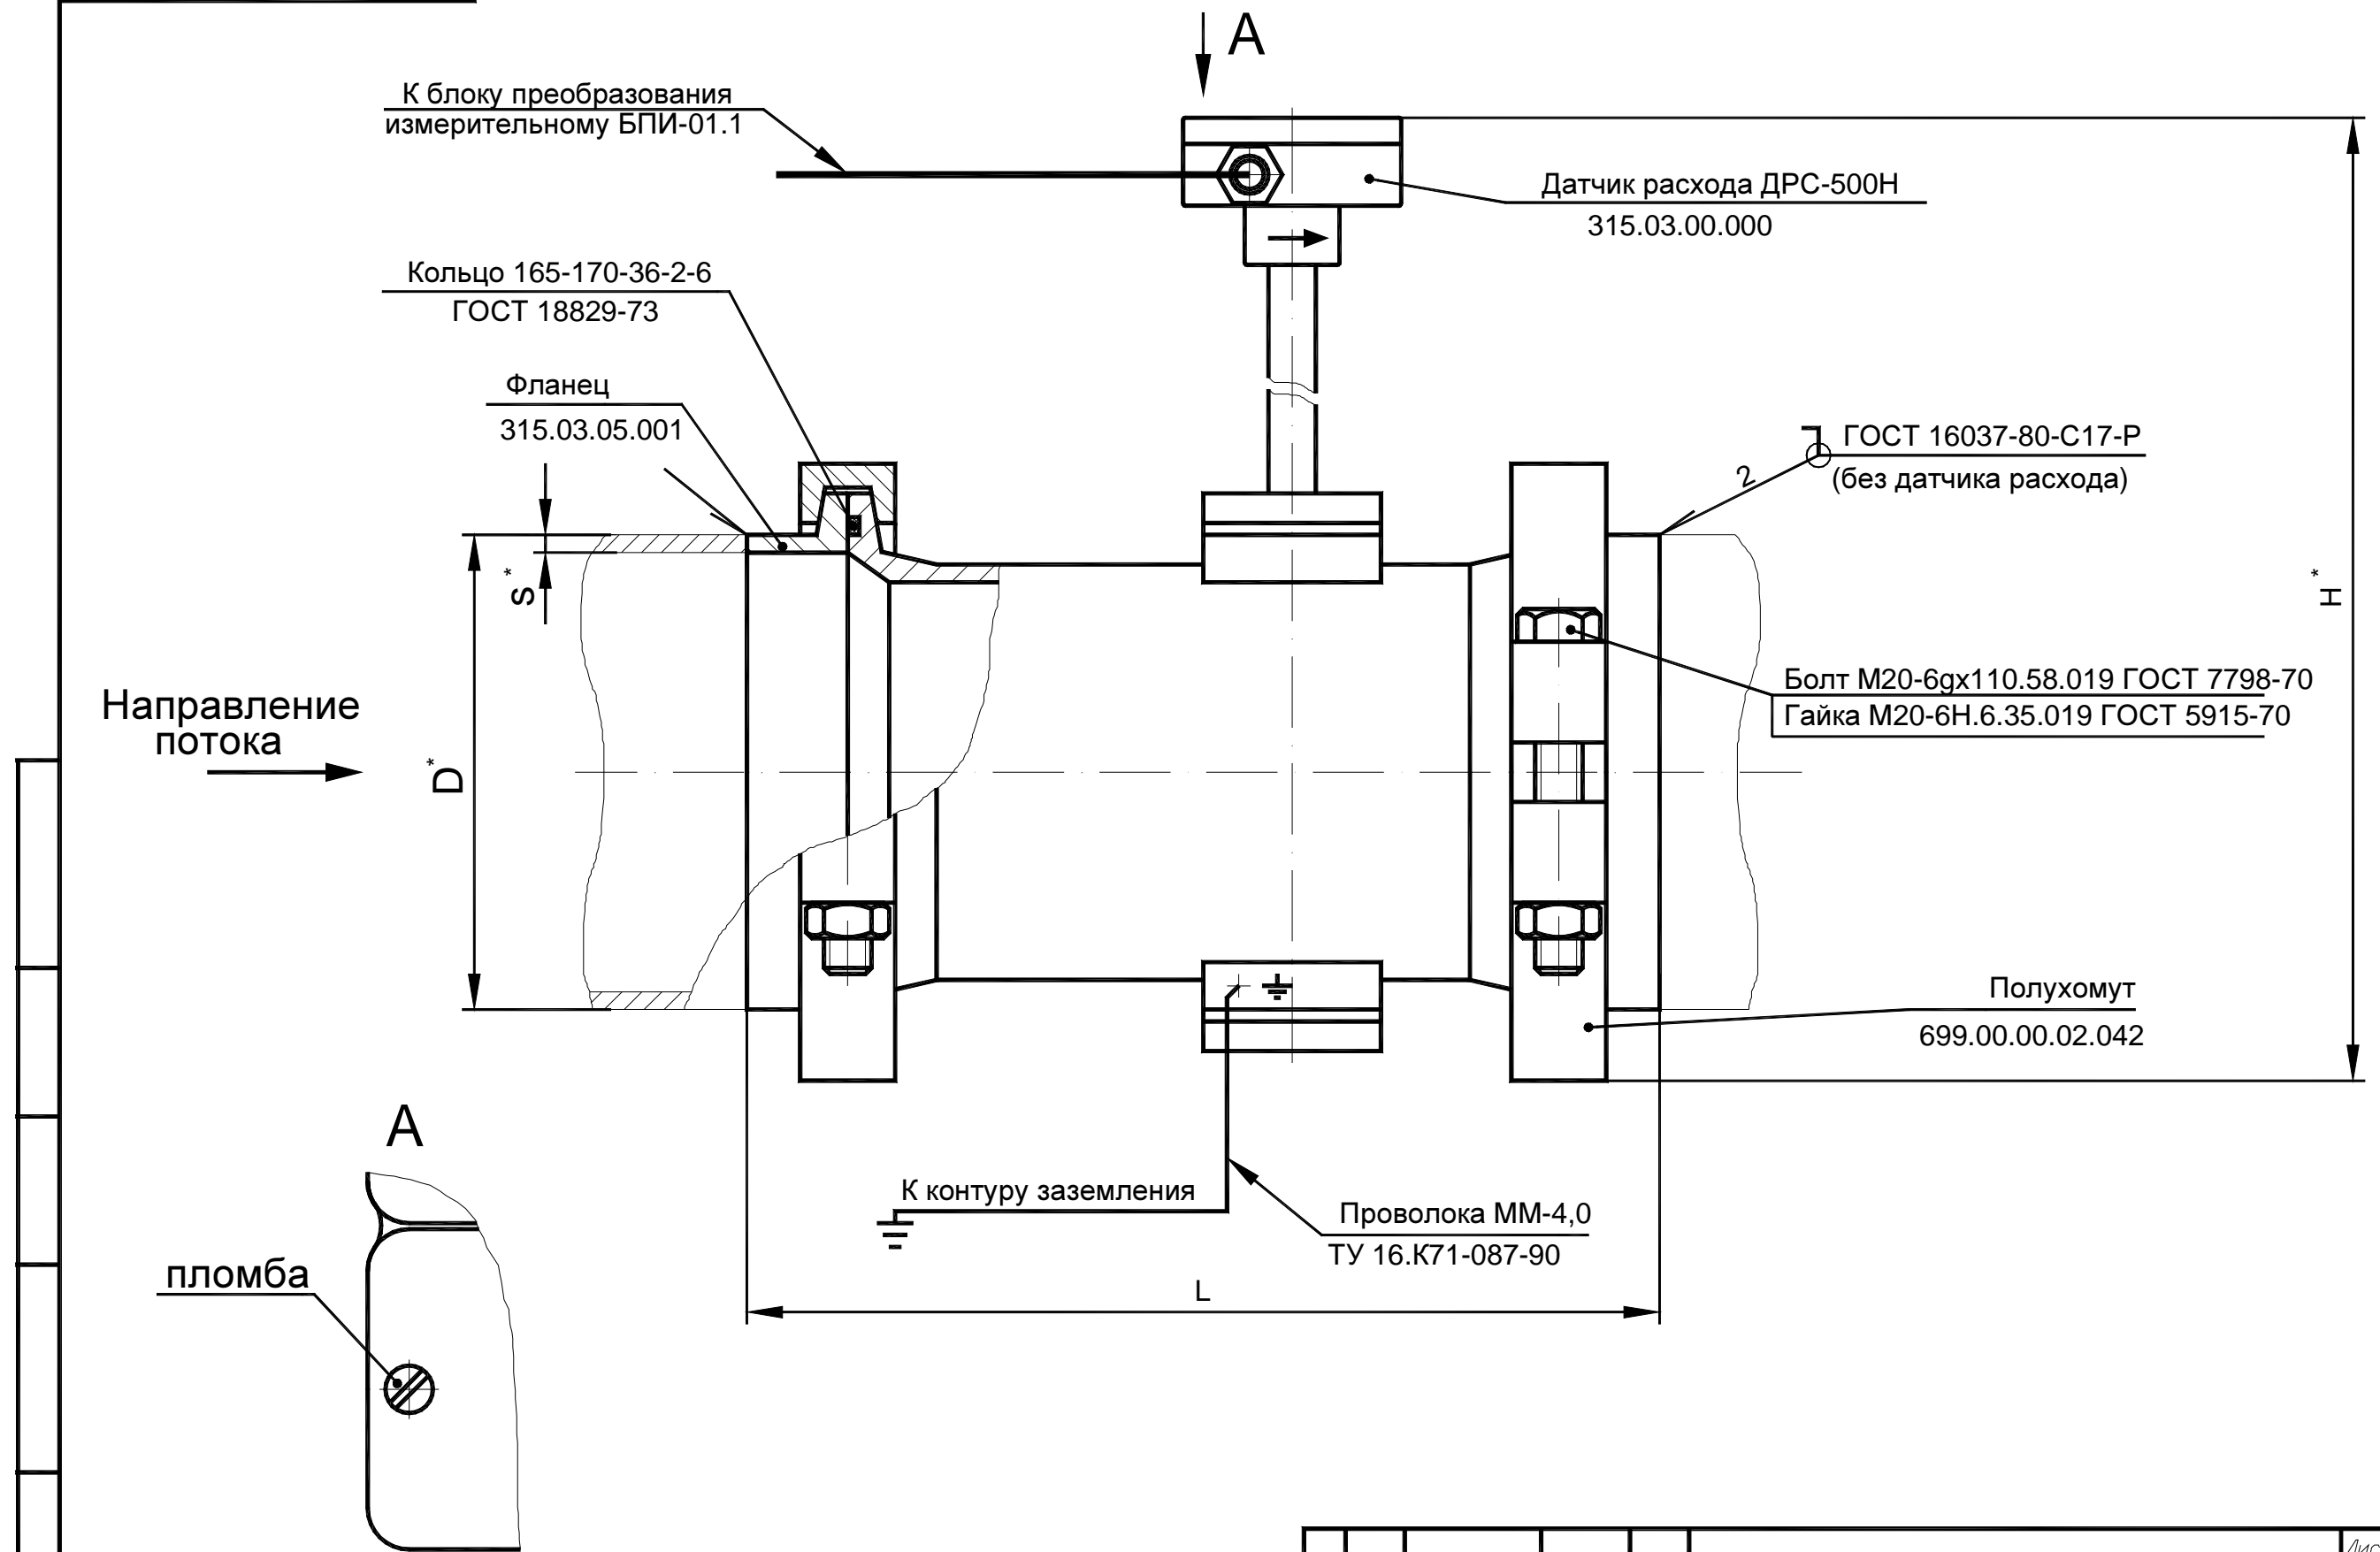 А
К блоку преобразования
измерительному БПИ-01.1
Датчик расхода ДРС-500Н
315.03.00.000
Кольцо 165-170-36-2-6
ГОСТ 18829-73
Фланец
315.03.05.001
2
ГОСТ 16037-80-С17-Р
(без датчика расхода)
s*
H*
Болт М20-6gx110.58.019 ГОСТ 7798-70
Гайка М20-6Н.6.35.019 ГОСТ 5915-70
Направление
потока
D*
Полухомут
699.00.00.02.042
А
К контуру заземления
Проволока ММ-4,0
ТУ 16.К71-087-90
пломба
L